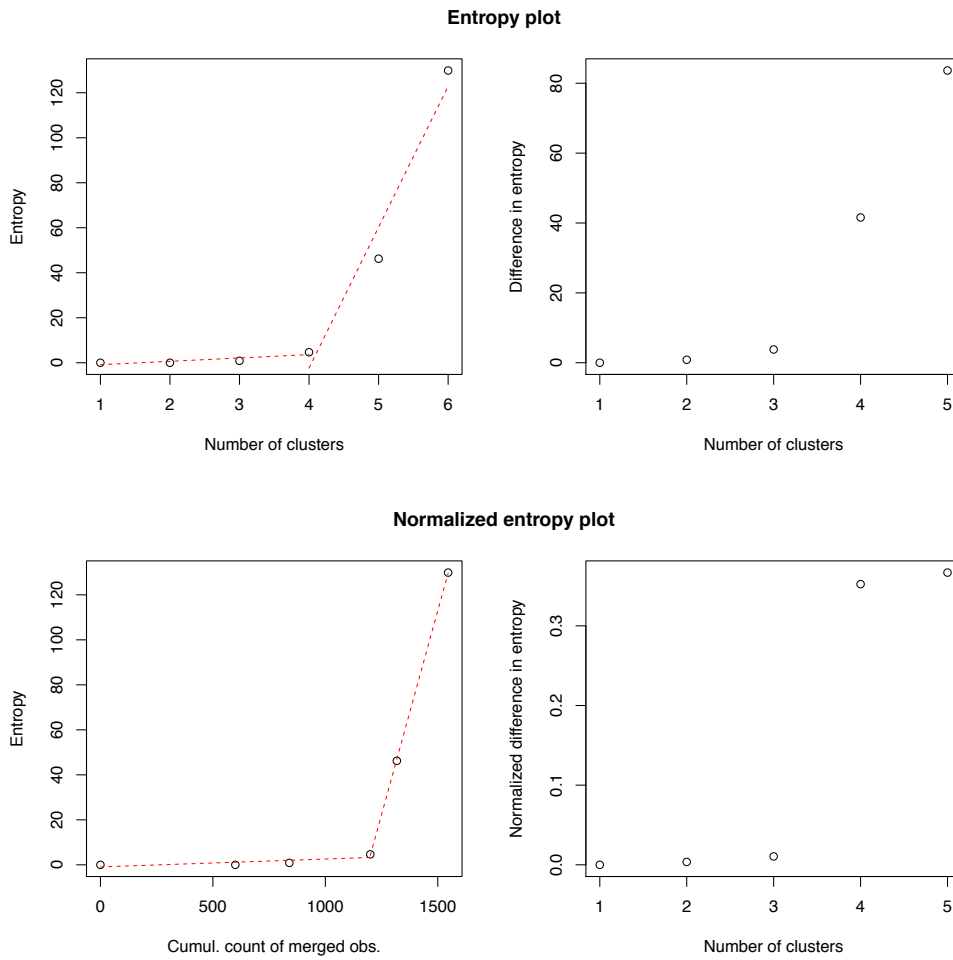 Entropy plot
Entropy
0 20 40 60 80 100 120
1 2 3 4 5 6
Number of clusters
Difference in entropy
0 20 40 60 80
1 2 3 4 5
Number of clusters
Normalized entropy plot
Entropy
0 20 40 60 80 100 120
0 500 1000 1500
Cumul. count of merged obs.
Normalized difference in entropy
0.0 0.1 0.2 0.3
1 2 3 4 5
Number of clusters